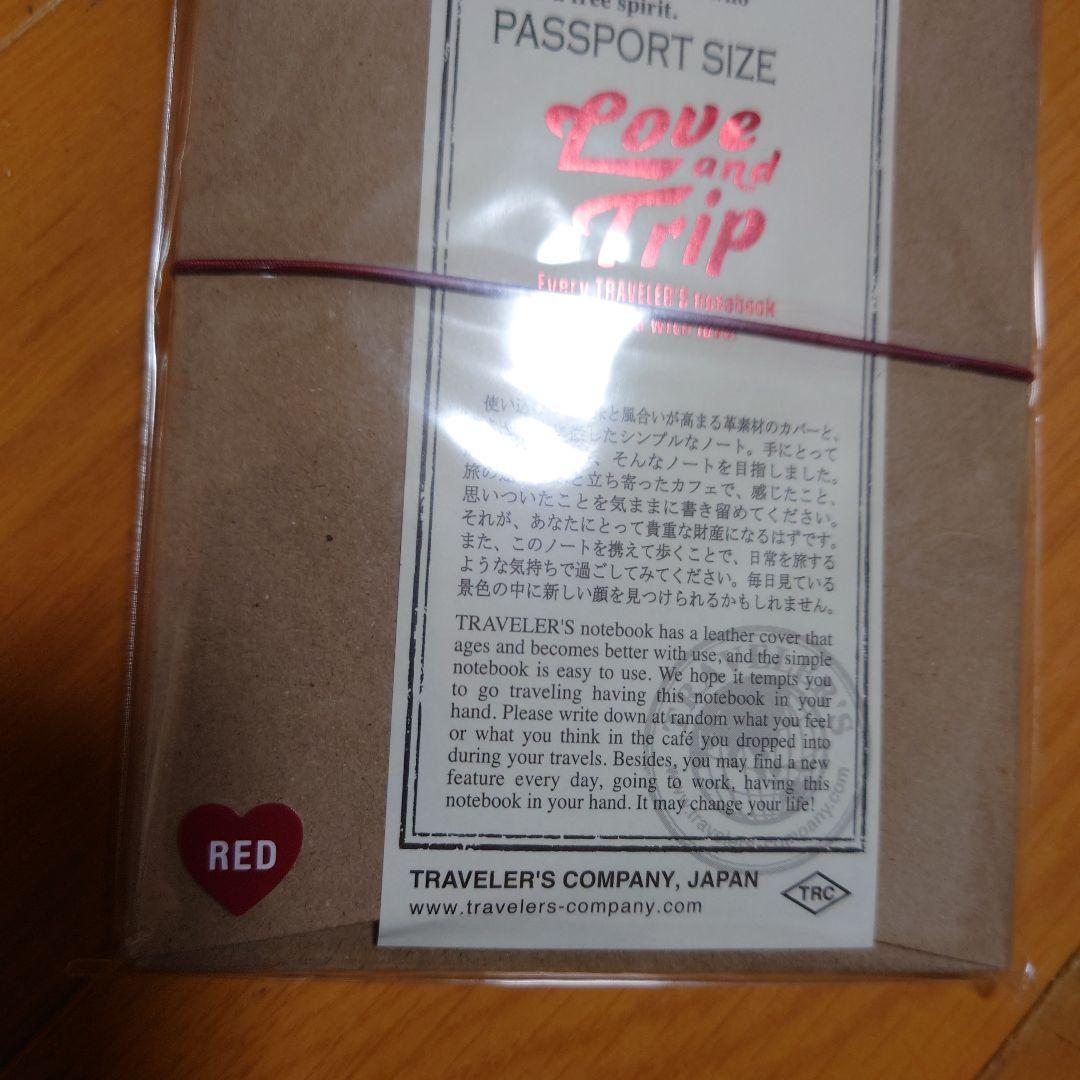 free spirit.
PASSPORT SIZE
Love
and
Trip
Every TRAVELER'S notebook
with love.
使い と風合いが高まる革素材のカバーと、
したシンプルなノート。手にとって
、そんなノートを目指しました。
旅の と立ち寄ったカフェで、感じたこと、
思いついたことを気ままに書き留めてください。
それが、あなたにとって貴重な財産になるはずです。
また、このノートを携えて歩くことで、日常を旅する
ような気持ちで過ごしてみてください。毎日見ている
景色の中に新しい顔を見つけられるかもしれません。
TRAVELER'S notebook has a leather cover that
ages and becomes better with use, and the simple
notebook is easy to use. We hope it tempts you
to go traveling having this notebook in your
hand. Please write down at random what you feel
or what you think in the café you dropped into
during your travels. Besides, you may find a new
feature every day, going to work, having this
notebook in your hand. It may change your life!
TRAVELER'S
www.travelers-company.com
RED
TRAVELER'S COMPANY, JAPAN
www.travelers-company.com
TRC